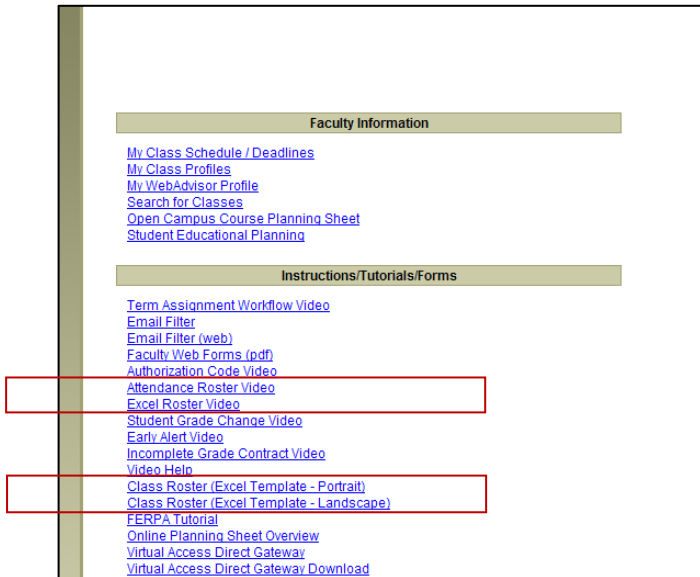 Faculty Information
My Class Schedule / Deadlines
My Class Profiles
My WebAdvisor Profile
Search for Classes
Open Campus Course Planning Sheet
Student Educational Planning
Instructions/Tutorials/Forms
Term Assignment Workflow Video
Email Filter
Email Filter (web)
Faculty Web Forms (pdf)
Authorization Code Video
Attendance Roster Video
Excel Roster Video
Student Grade Change Video
Early Alert Video
Incomplete Grade Contract Video
Video Help
Class Roster (Excel Template - Portrait)
Class Roster (Excel Template - Landscape)
FERPA Tutorial
Online Planning Sheet Overview
Virtual Access Direct Gateway
Virtual Access Direct Gateway Download